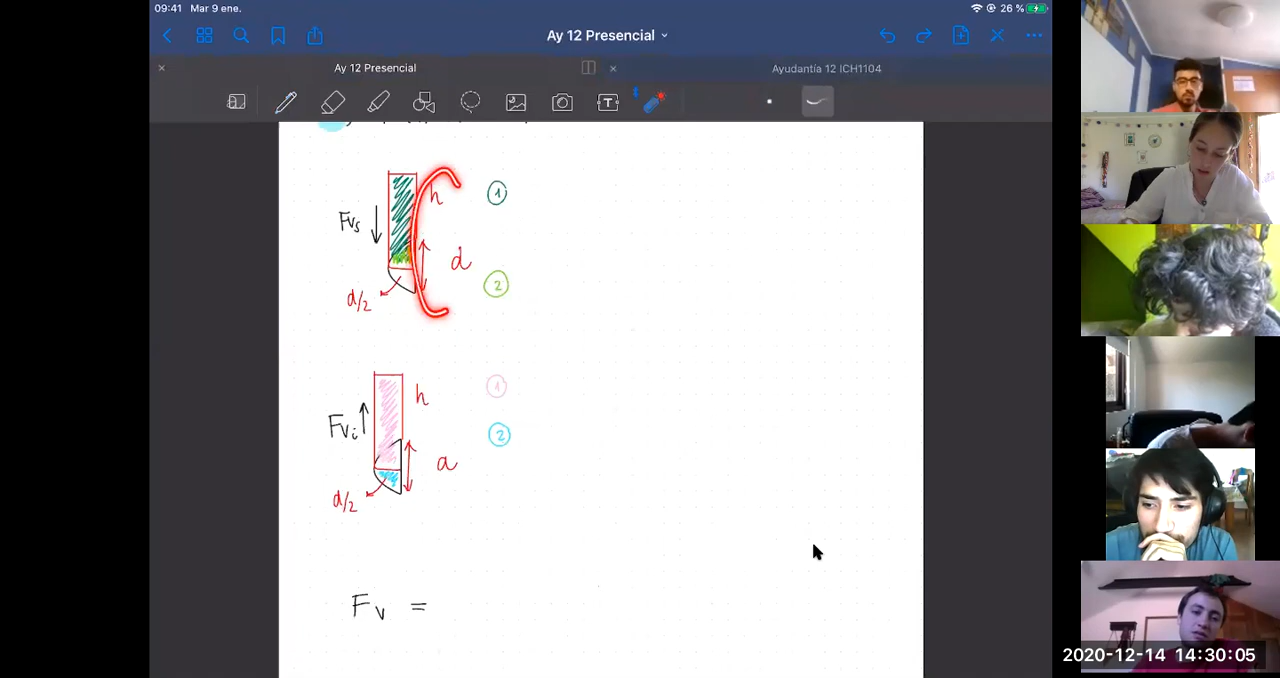 09:41 Mar 9 ene.
26 %
Ay 12 Presencial
Ay 12 Presencial
Ayudantía 12 ICH1104
T
h
1
Fvs
d
2
d/2
h
1
Fvi
2
a
d/2
Fv =
2020-12-14 14:30:05